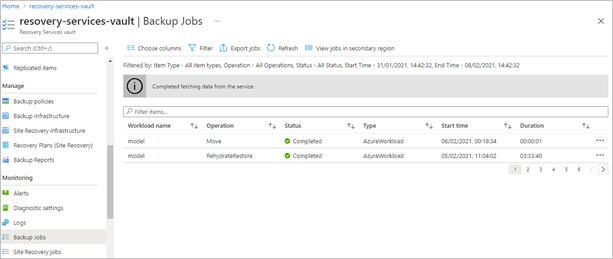 Home > recovery-services-vault >
recovery-services-vault | Backup Jobs ...
Recovery Services vault
Search (Ctrl+/)
Choose columns Filter Export jobs Refresh View jobs in secondary region
Filtered by: Item Type - All item types, Operation - All Operations, Status - All Status, Start Time - 31/01/2021, 14:42:32, End Time - 08/02/2021, 14:42:32
Completed fetching data from the service.
Filter items...
Workload name Operation Status Type Start time Duration
model Move Completed AzureWorkload 06/02/2021, 00:18:34 00:00:01 ...
model RehydrateRestore Completed AzureWorkload 05/02/2021, 11:04:02 03:33:40 ...
1 2 3 4 5 6
Replicated items
Manage
Backup policies
Backup Infrastructure
Site Recovery infrastructure
Recovery Plans (Site Recovery)
Backup Reports
Monitoring
Alerts
Diagnostic settings
Logs
Backup Jobs
Site Recovery jobs